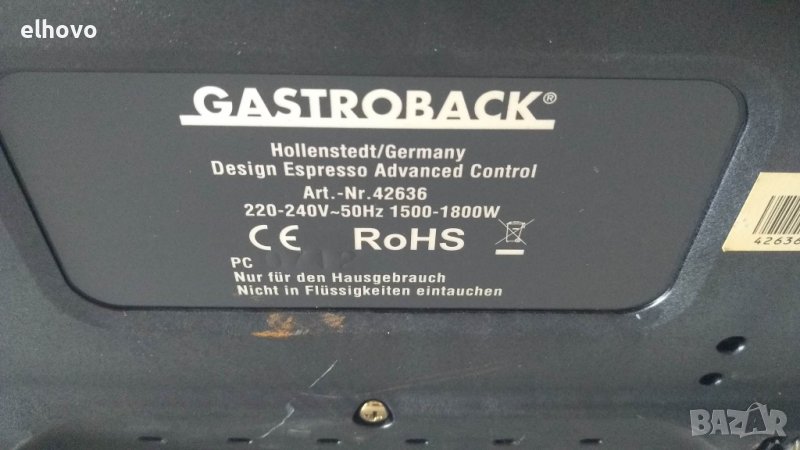 elhovo
GASTROBACK®
Hollenstedt/Germany
Design Espresso Advanced Control
Art.-Nr.42636
220-240V~50Hz 1500-1800W
CE RoHS
PC
Nur für den Hausgebrauch
Nicht in Flüssigkeiten eintauchen
42636
BAZAR